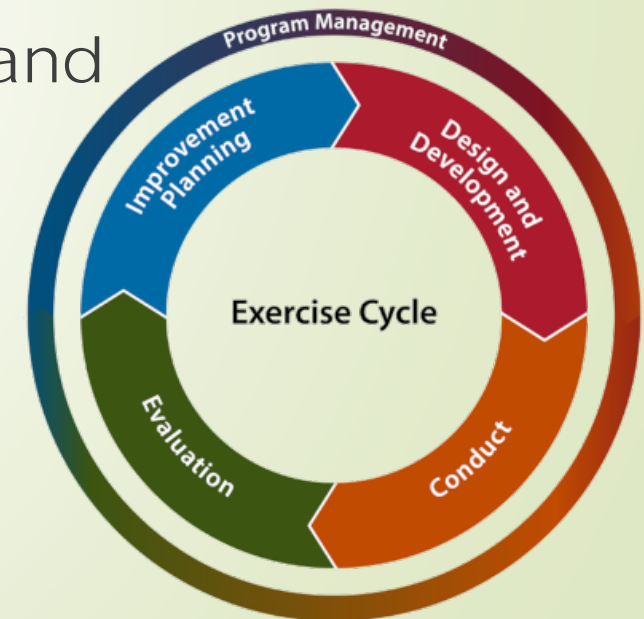 and
Program Management
Improvement
Planning
Design and
Development
Exercise Cycle
Evaluation
Conduct